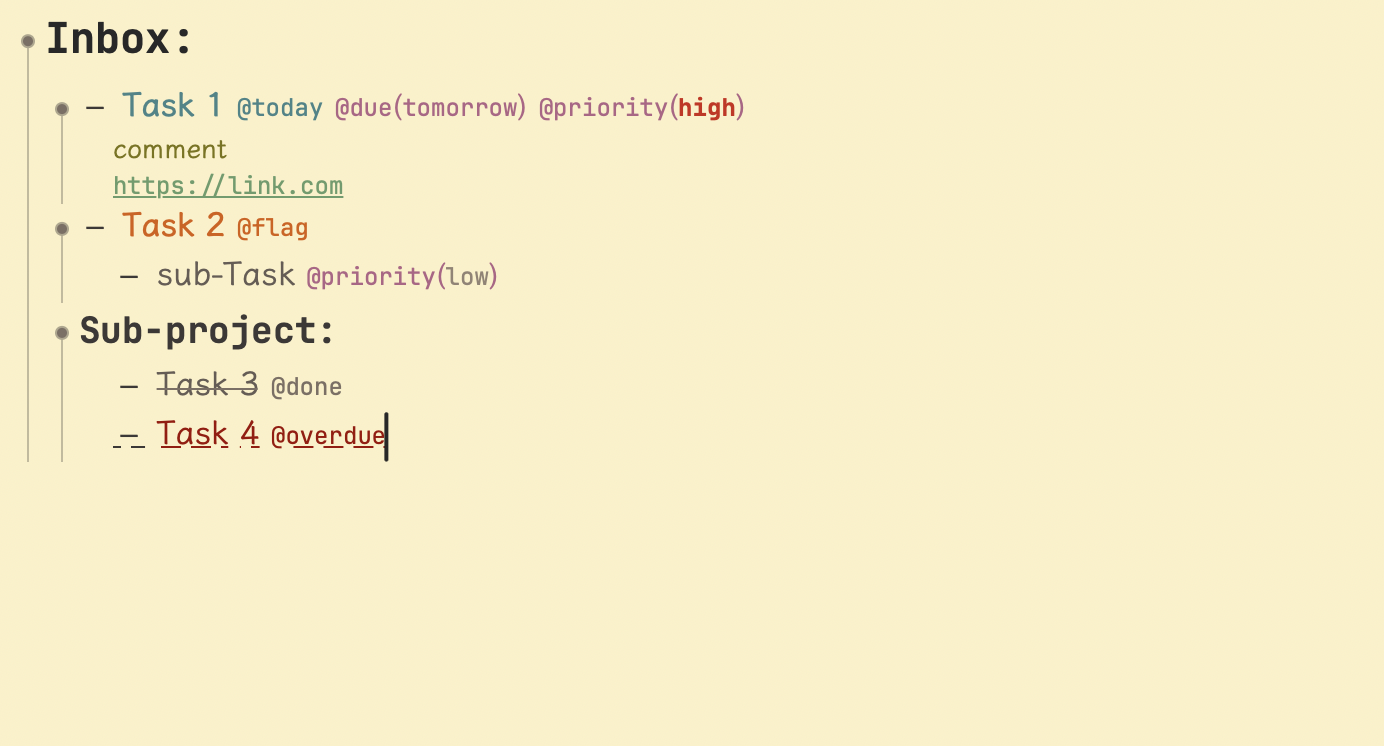 Inbox:
– Task 1 @today @due(tomorrow) @priority(high)
comment
https://link.com
– Task 2 @flag
– sub-Task @priority(low)
Sub-project:
– Task 3 @done
– Task 4 @overdue